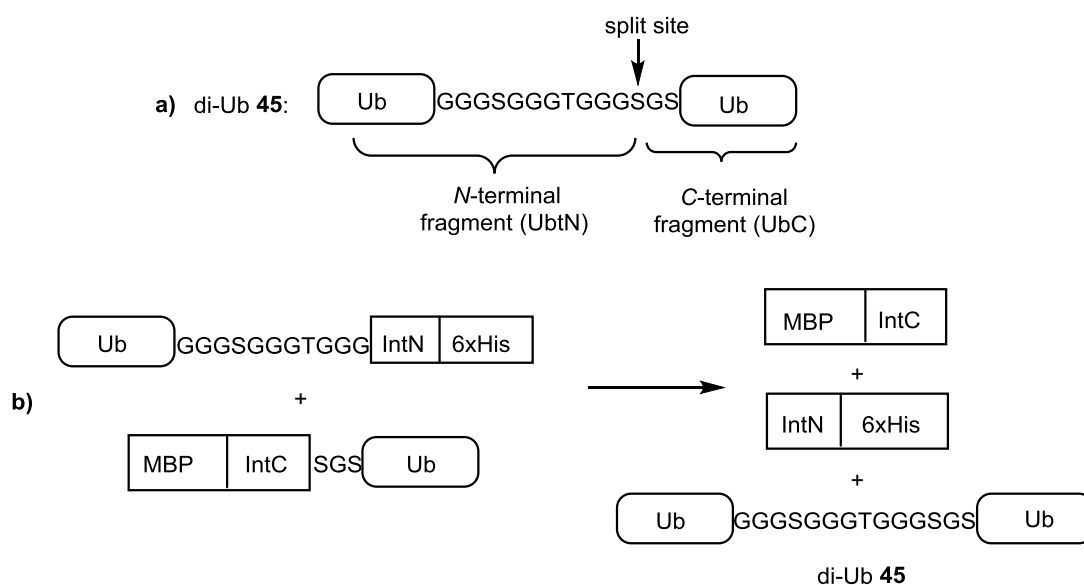 split site
a) di-Ub 45: Ub GGGSGGGTGGGSGS Ub
N-terminal fragment (UbtN)
C-terminal fragment (UbC)
b)
Ub GGGSGGGTGGG IntN 6xHis
+
MBP IntC SGS Ub
MBP IntC
+
IntN 6xHis
+
Ub GGGSGGGTGGGSGS Ub
di-Ub 45